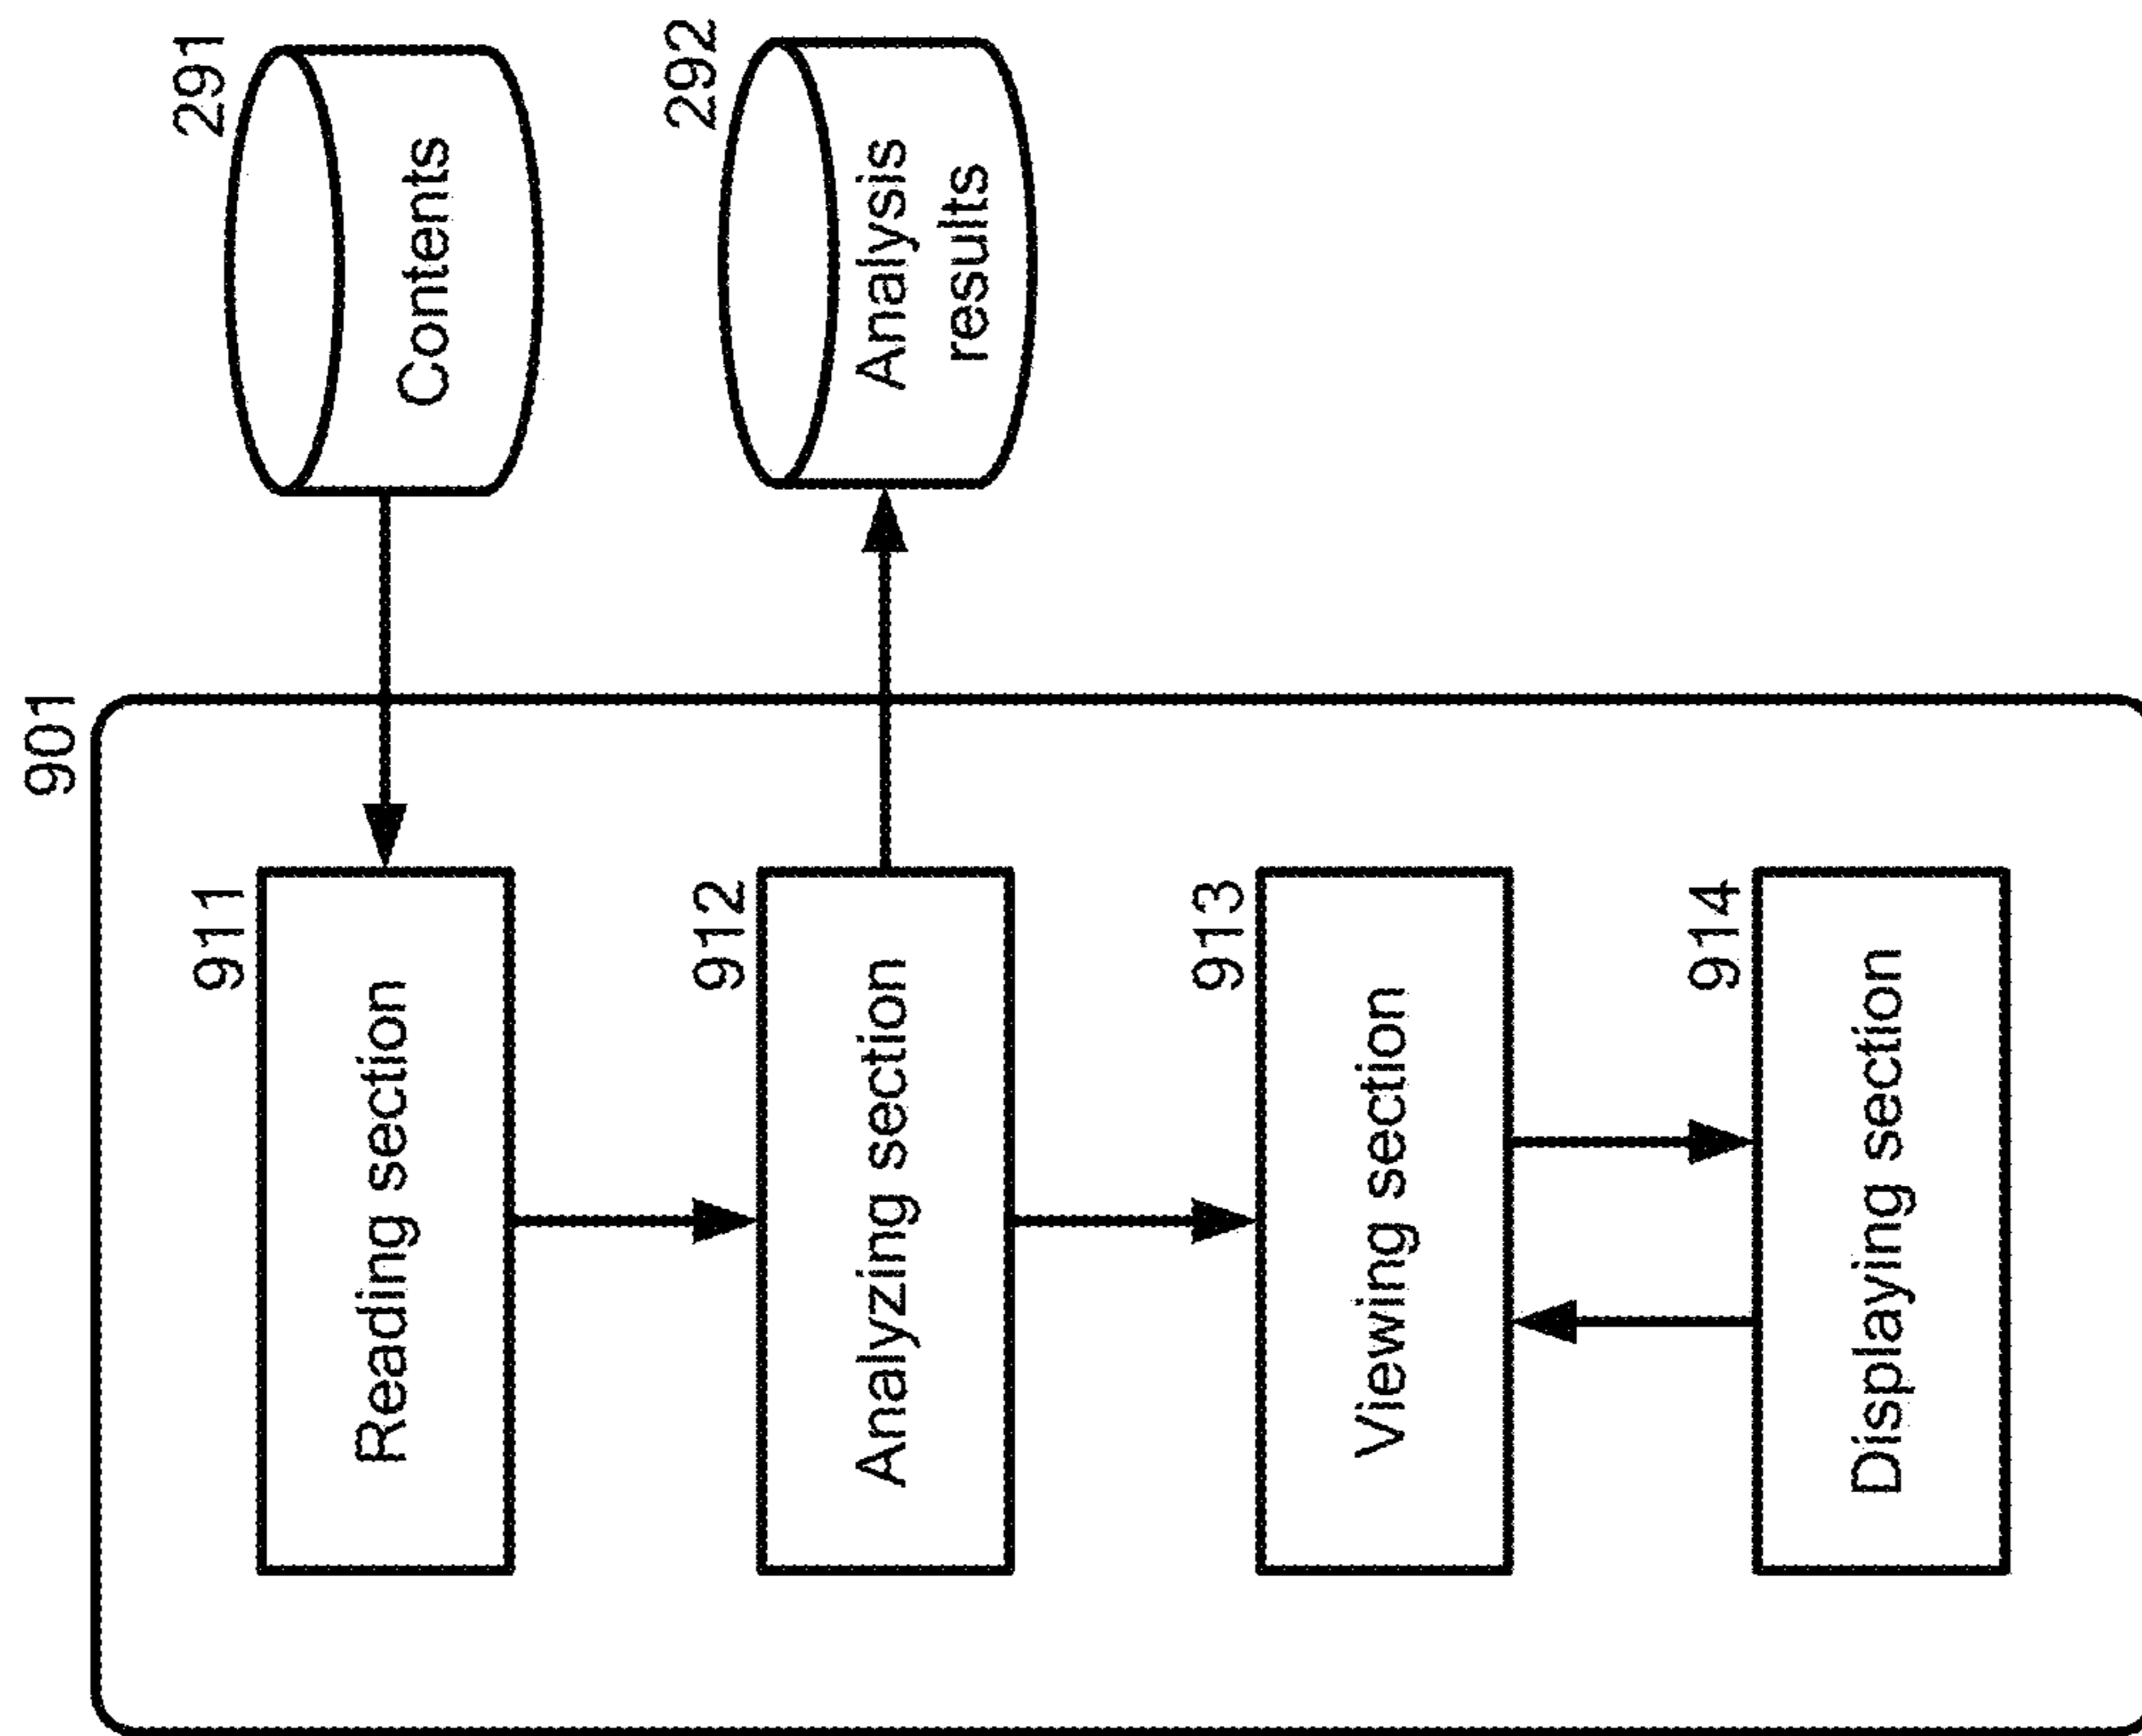 901
911
Reading section
912
Analyzing section
913
Viewing section
914
Displaying section
291
Contents
292
Analysis
results